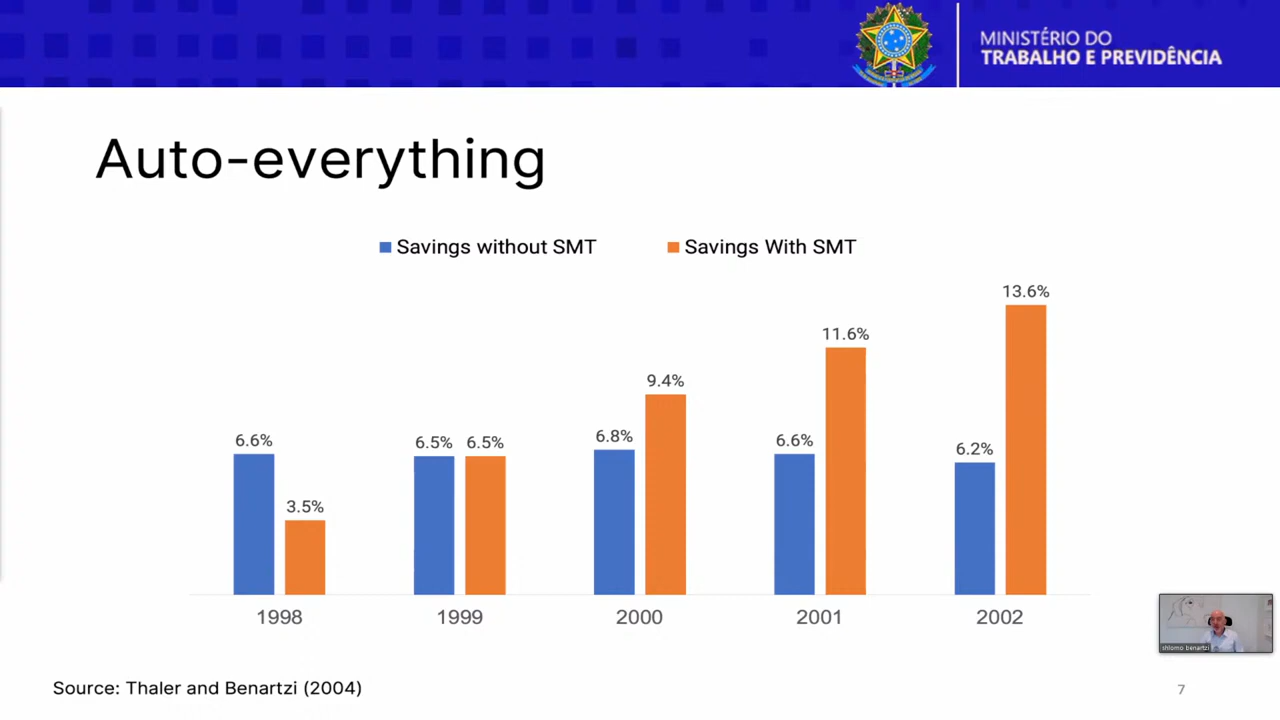 MINISTÉRIO DO
TRABALHO E PREVIDÊNCIA
Auto-everything
Savings without SMT
Savings With SMT
6.6%
3.5%
6.5%
6.5%
6.8%
9.4%
6.6%
11.6%
6.2%
13.6%
1998
1999
2000
2001
2002
shlomo benartzi
Source: Thaler and Benartzi (2004)
7